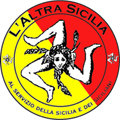 L'ALTRA SICILIA
AL SERVIZIO DELLA SICILIA E DEI